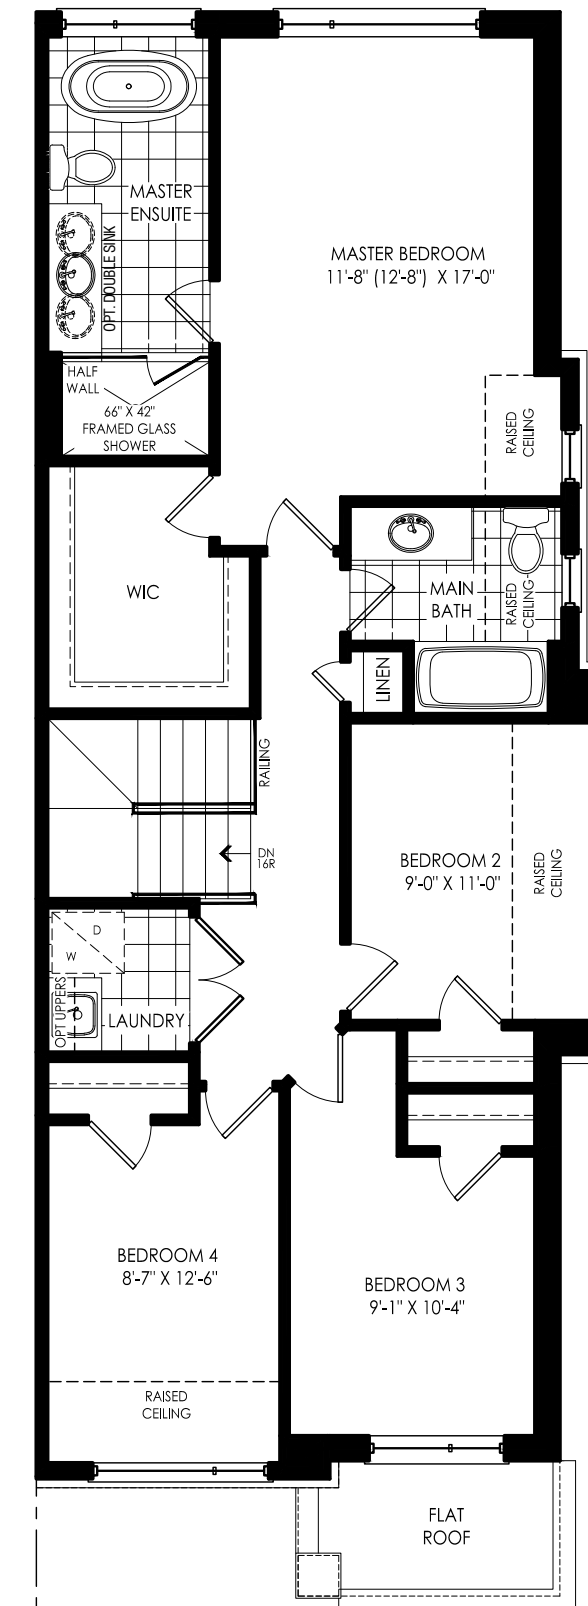 MASTER
ENSUITE
OPT. DOUBLE SINK
MASTER BEDROOM
11'-8" (12'-8") X 17'-0"
HALF
WALL
66" X 42"
FRAMED GLASS
SHOWER
RAISED
CEILING
WIC
MAIN
BATH
RAISED
CEILING
LINEN
RAILING
DN
16R
BEDROOM 2
9'-0" X 11'-0"
RAISED
CEILING
D
W
OPT UPPERS
LAUNDRY
BEDROOM 4
8'-7" X 12'-6"
BEDROOM 3
9'-1" X 10'-4"
RAISED
CEILING
FLAT
ROOF